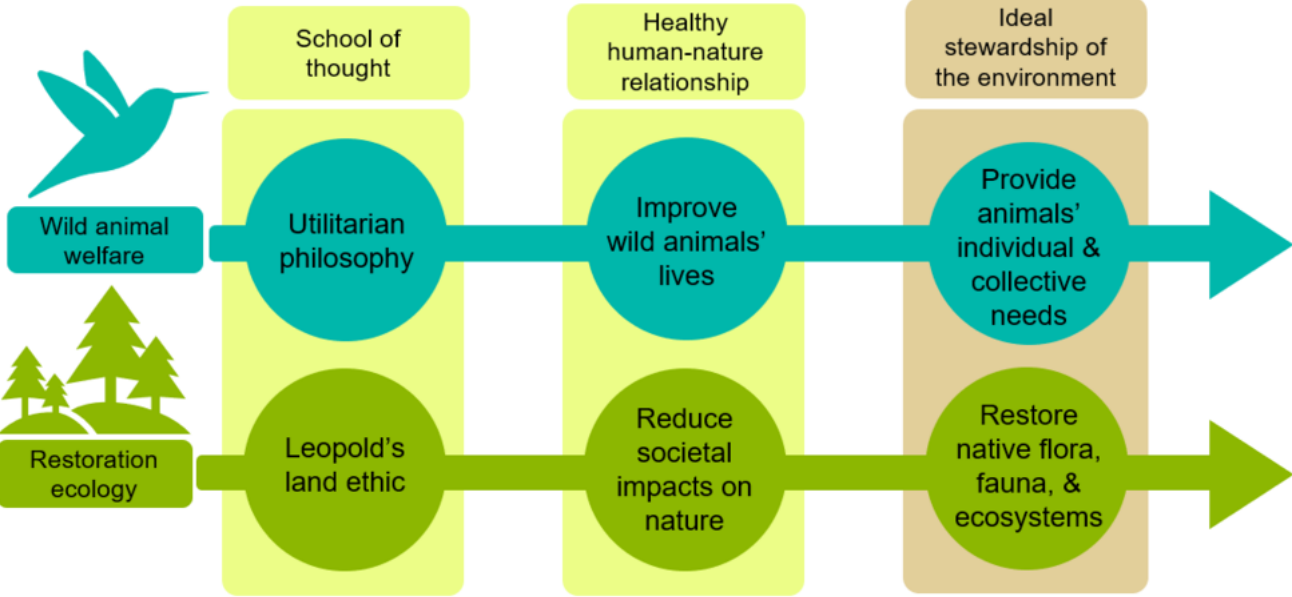 School of
thought
Healthy
human-nature
relationship
Ideal
stewardship of
the environment
Wild animal
welfare
Utilitarian
philosophy
Improve
wild animals’
lives
Provide
animals’
individual &
collective
needs
Restoration
ecology
Leopold’s
land ethic
Reduce
societal
impacts on
nature
Restore
native flora,
fauna, &
ecosystems